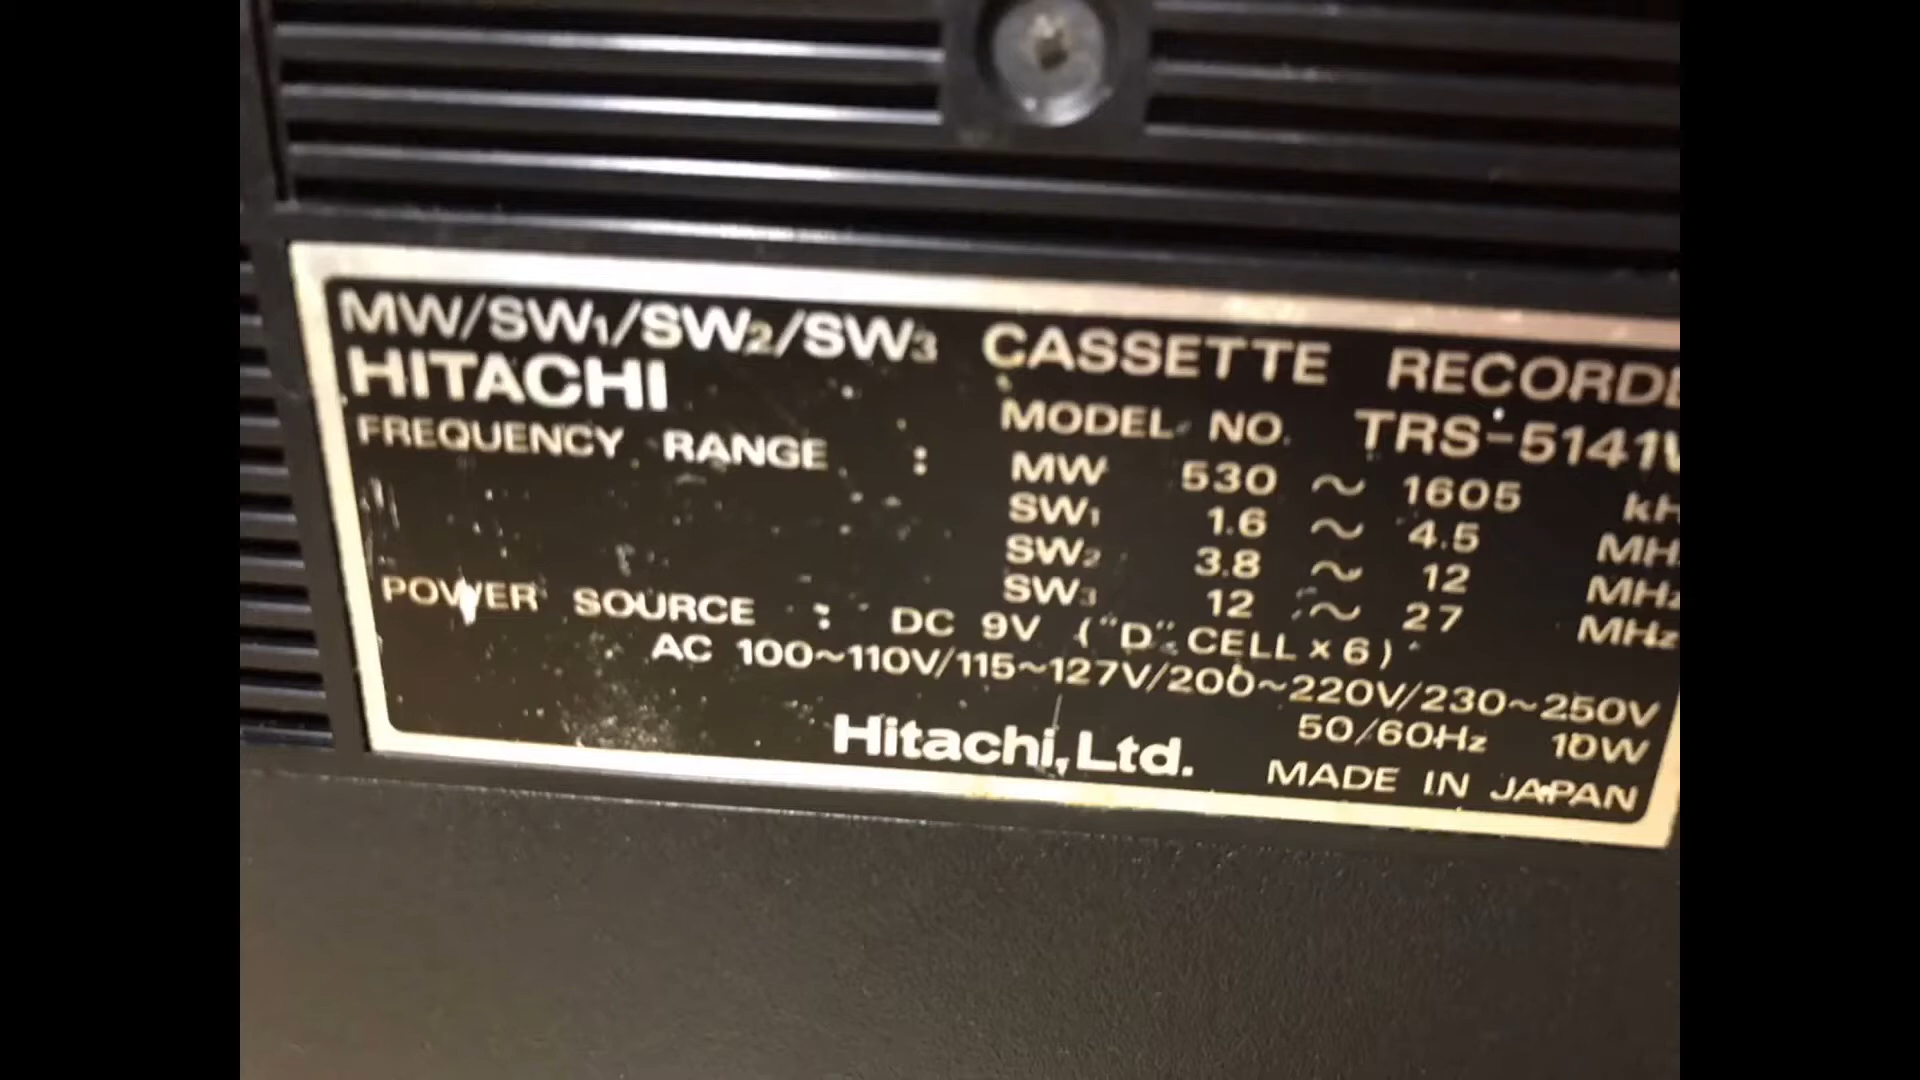 MW/SW1/SW2/SW3 CASSETTE RECORDE
HITACHI MODEL NO. TRS-5141
FREQUENCY RANGE : MW 530 ~ 1605 kH
SW1 1.6 ~ 4.5 MH
SW2 3.8 ~ 12 MHz
SW3 12 ~ 27 MHz
POWER SOURCE : DC 9V ("D" CELL × 6)
AC 100~110V/115~127V/200~220V/230~250V
50/60Hz 10W
Hitachi, Ltd. MADE IN JAPAN